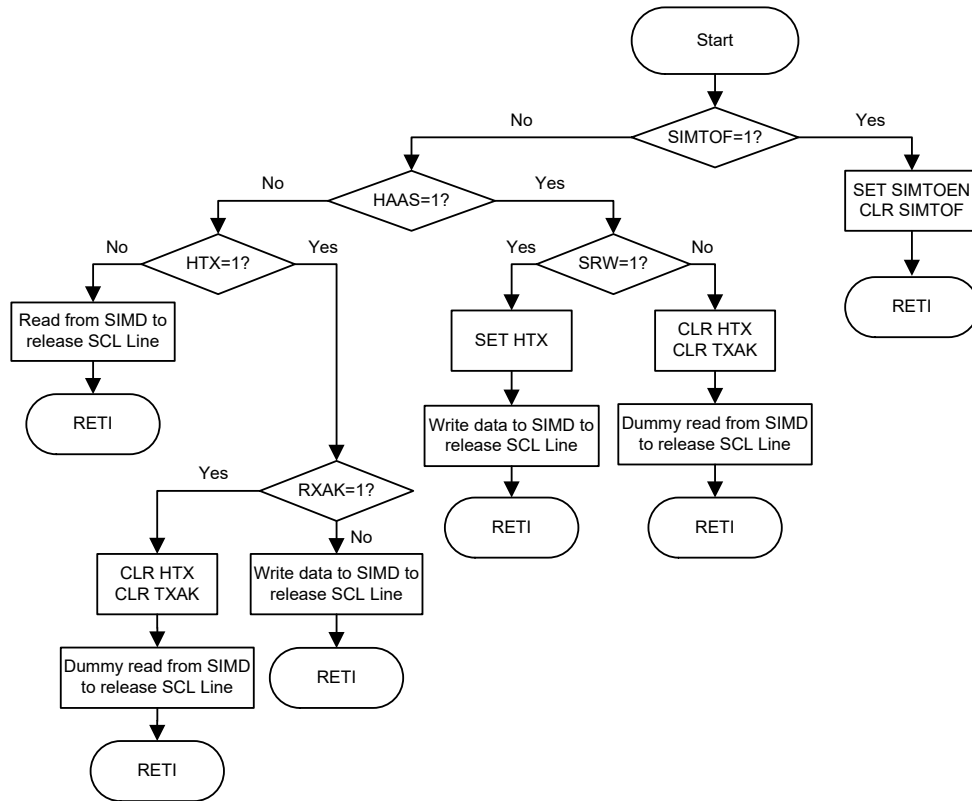 Start
No
SIMTOF=1?
Yes
No
HAAS=1?
Yes
SET SIMTOEN
CLR SIMTOF
No
HTX=1?
Yes
Yes
SRW=1?
No
RETI
Read from SIMD to
release SCL Line
SET HTX
CLR HTX
CLR TXAK
RETI
Write data to SIMD to
release SCL Line
Dummy read from SIMD
to release SCL Line
Yes
RXAK=1?
No
RETI
RETI
CLR HTX
CLR TXAK
Write data to SIMD to
release SCL Line
Dummy read from SIMD
to release SCL Line
RETI
RETI